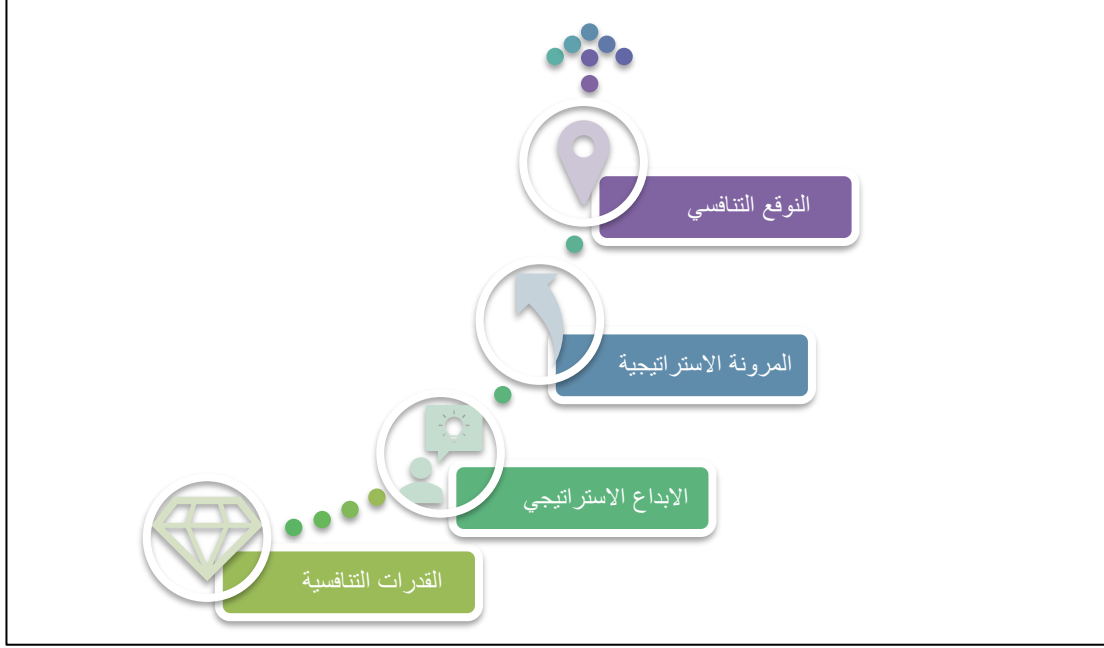 النوقع التنافسي
المرونة الاستراتيجية
الابداع الاستراتيجي
القدرات التنافسية